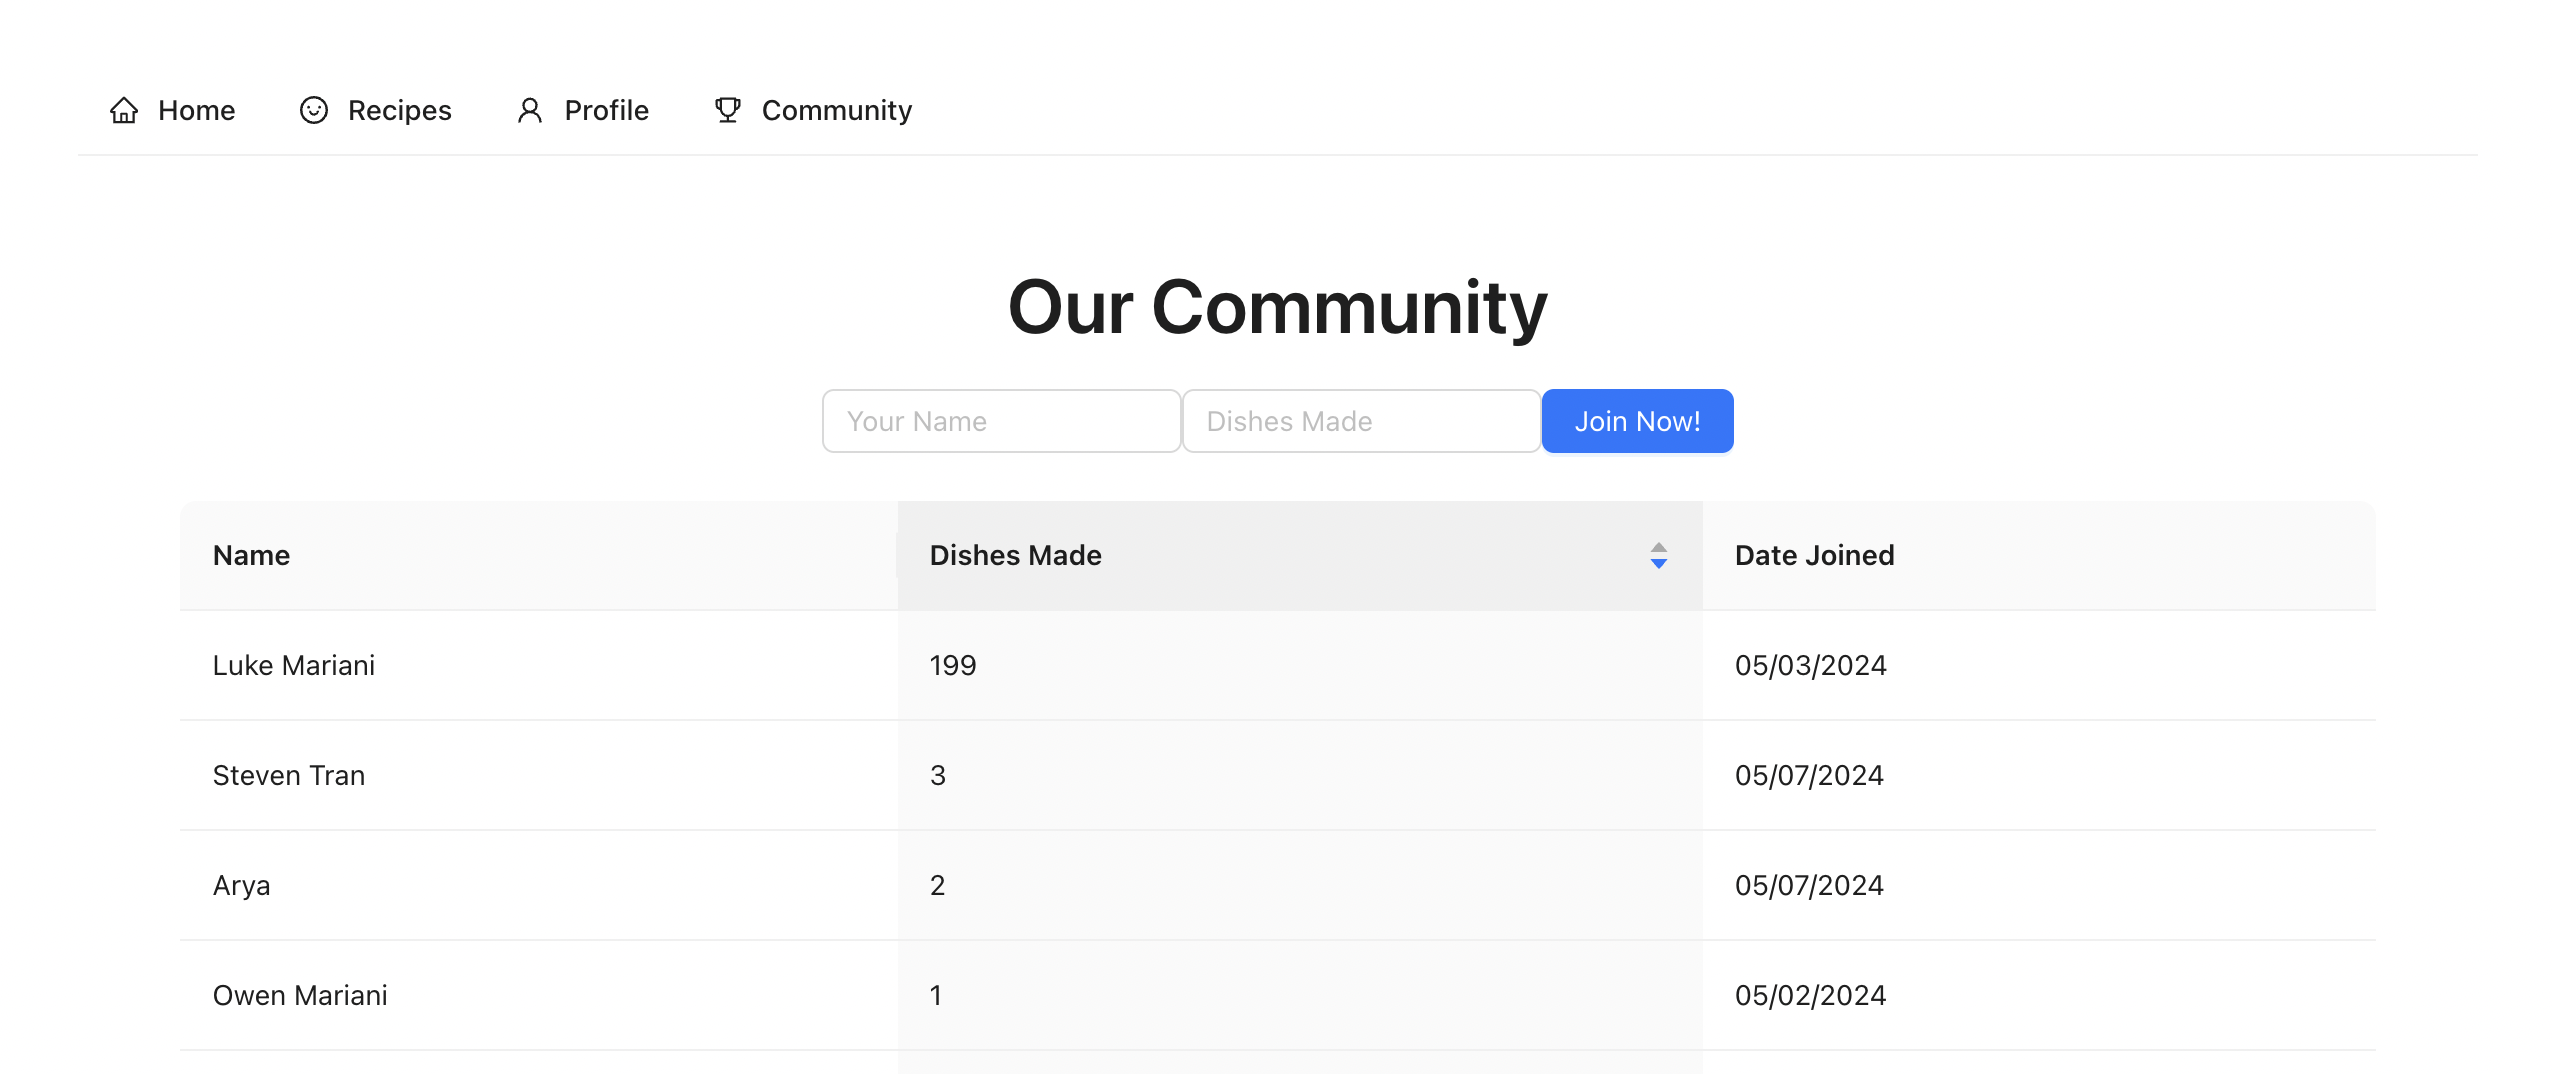 Home Recipes Profile Community
Our Community
Your Name Dishes Made Join Now!
Name Dishes Made Date Joined
Luke Mariani 199 05/03/2024
Steven Tran 3 05/07/2024
Arya 2 05/07/2024
Owen Mariani 1 05/02/2024